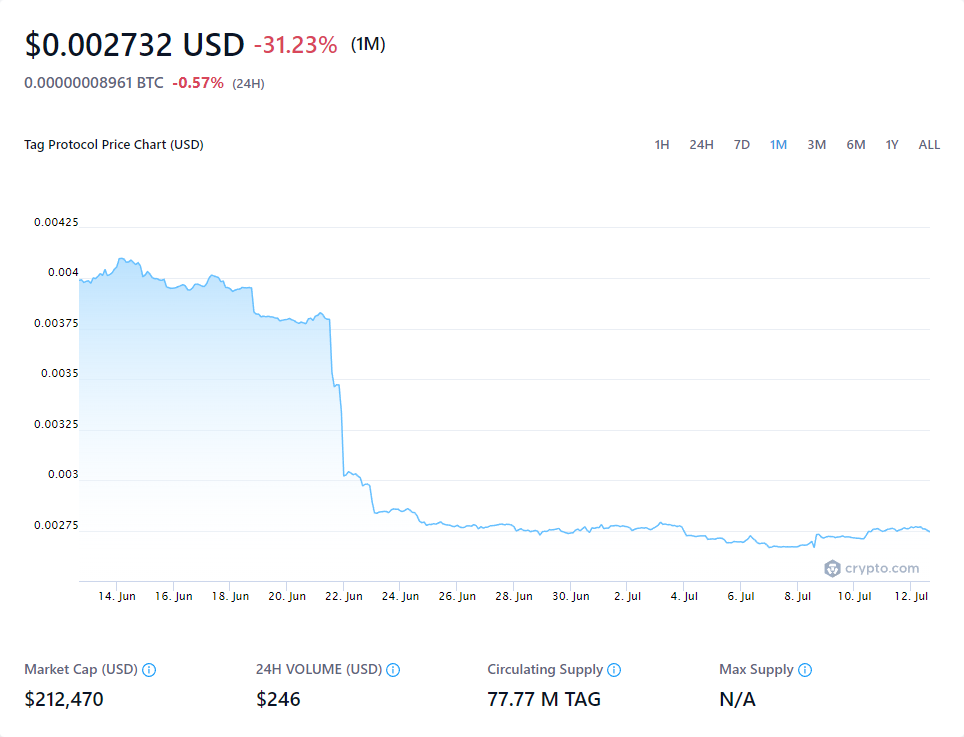 $0.002732 USD -31.23% (1M)
0.00000008961 BTC -0.57% (24H)
Tag Protocol Price Chart (USD) 1H 24H 7D 1M 3M 6M 1Y ALL
0.00425
0.004
0.00375
0.0035
0.00325
0.003
0.00275
crypto.com
14. Jun 16. Jun 18. Jun 20. Jun 22. Jun 24. Jun 26. Jun 28. Jun 30. Jun 2. Jul 4. Jul 6. Jul 8. Jul 10. Jul 12. Jul
Market Cap (USD) 24H VOLUME (USD) Circulating Supply Max Supply
$212,470 $246 77.77 M TAG N/A